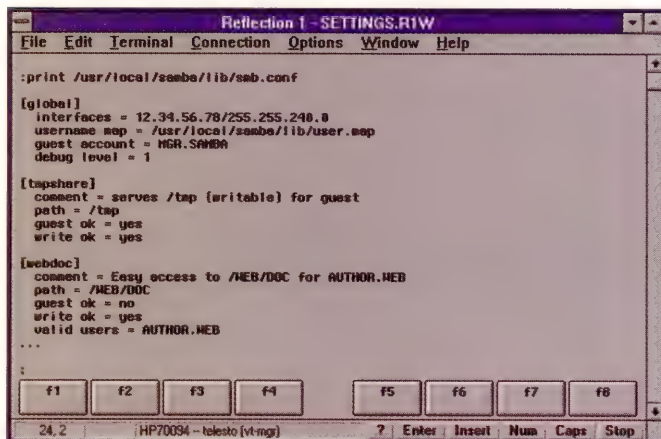 Reflection 1 - SETTINGS.R1W
File Edit Terminal Connection Options Window Help
:print /usr/local/samba/lib/smb.conf
[global]
interfaces = 12.34.56.78/255.255.240.0
username map = /usr/local/samba/lib/user.map
guest account = MGR.SAMBA
debug level = 1
[tmpshare]
comment = serves /tmp (writable) for guest
path = /tmp
guest ok = yes
write ok = yes
[webdoc]
comment = Easy access to /WEB/DOC for AUTHOR.WEB
path = /WEB/DOC
guest ok = no
write ok = yes
valid users = AUTHOR.WEB
...
:
f1 f2 f3 f4 f5 f6 f7 f8
24, 2 HP70094 -- telesto (vt-mgr) ? Enter Insert Num Caps Stop